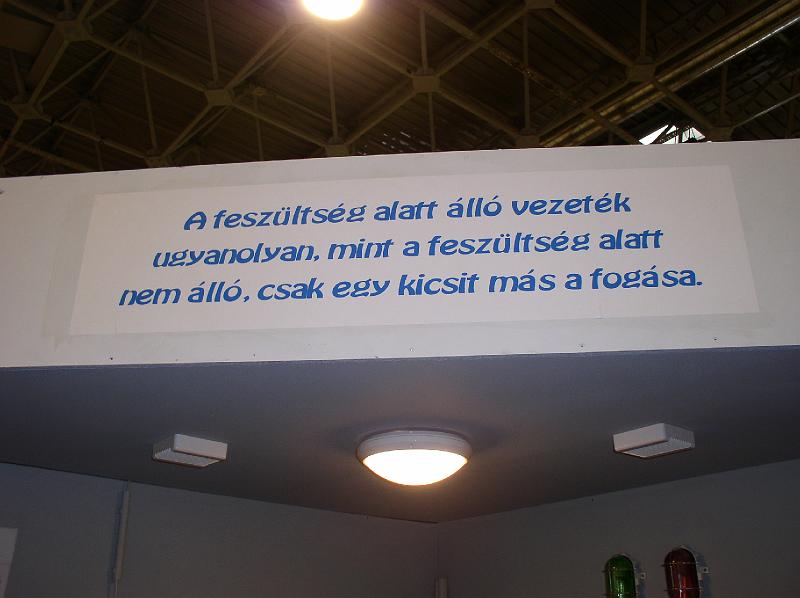 A feszültség alatt álló vezeték
ugyanolyan, mint a feszültség alatt
nem álló, csak egy kicsit más a fogása.